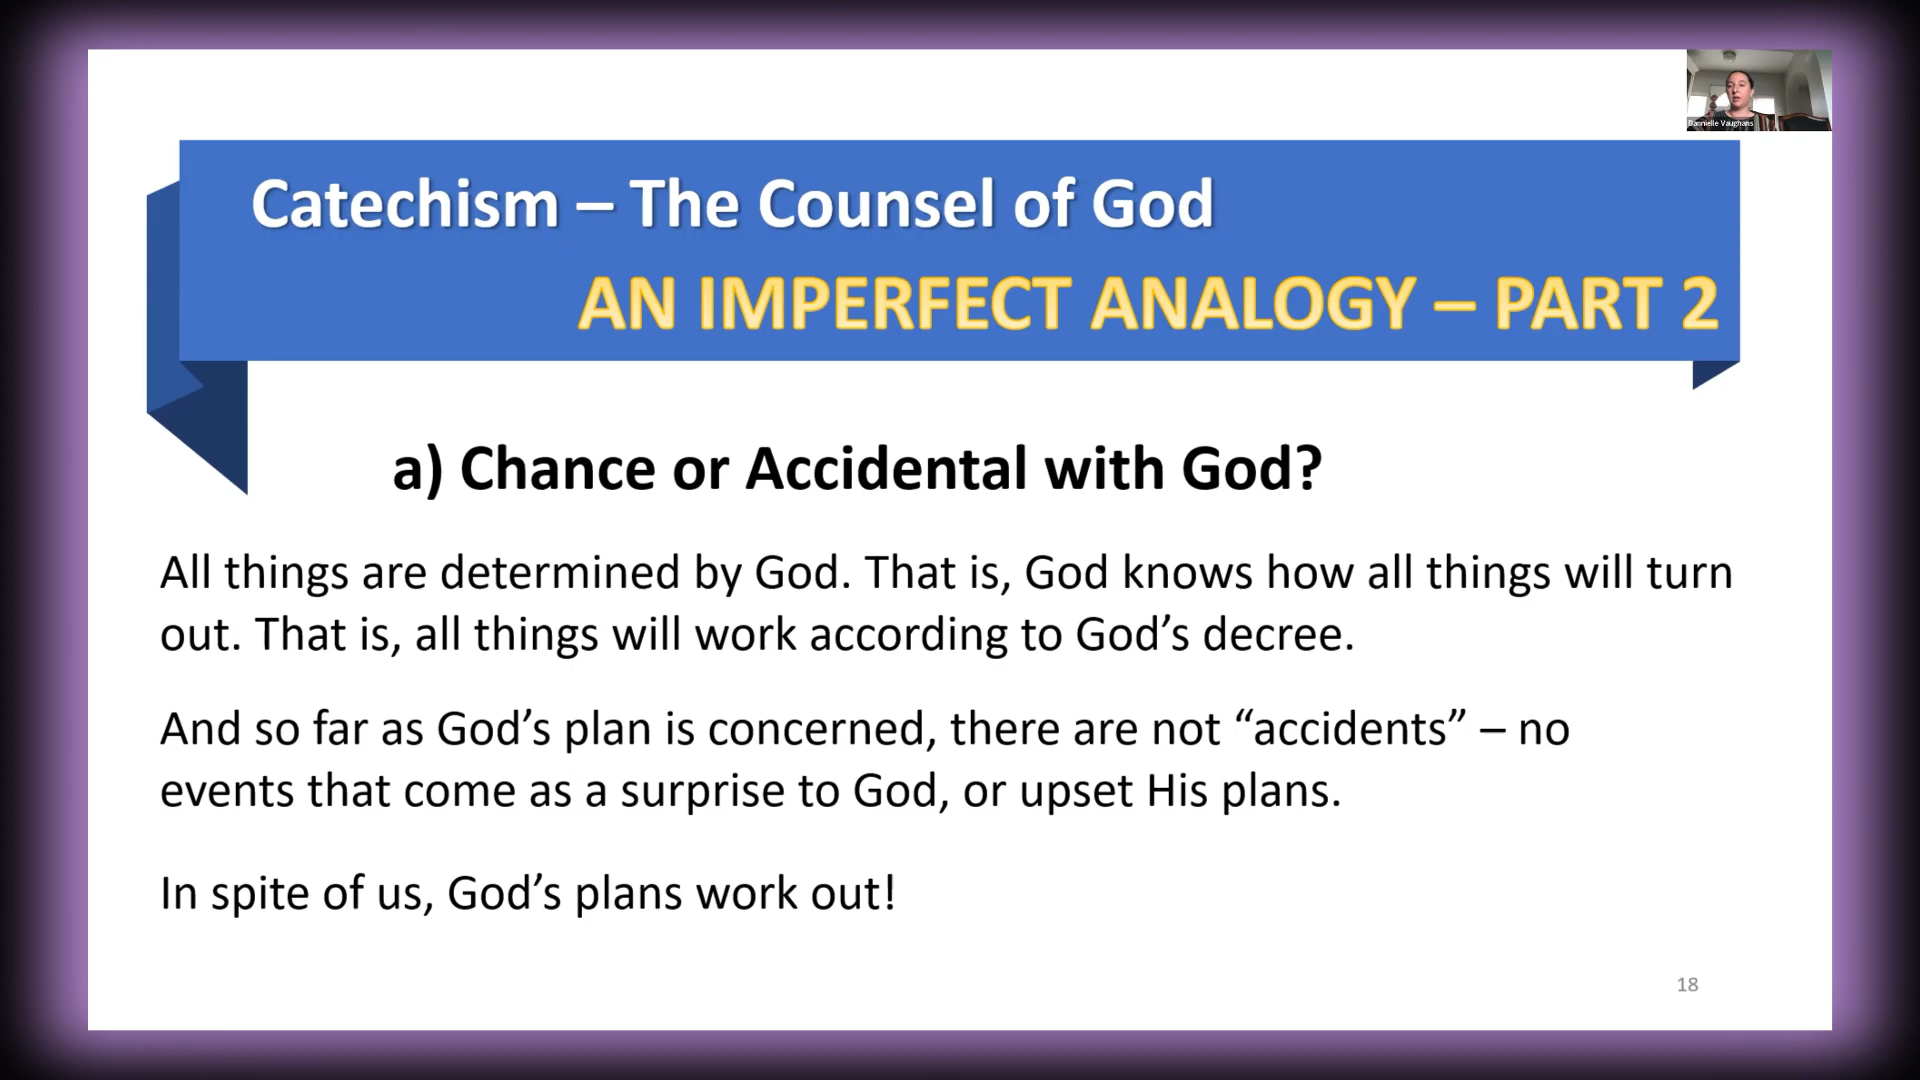 Dannielle Vaughans
Catechism – The Counsel of God
AN IMPERFECT ANALOGY – PART 2
a) Chance or Accidental with God?
All things are determined by God. That is, God knows how all things will turn
out. That is, all things will work according to God’s decree.
And so far as God’s plan is concerned, there are not “accidents” – no
events that come as a surprise to God, or upset His plans.
In spite of us, God’s plans work out!
18